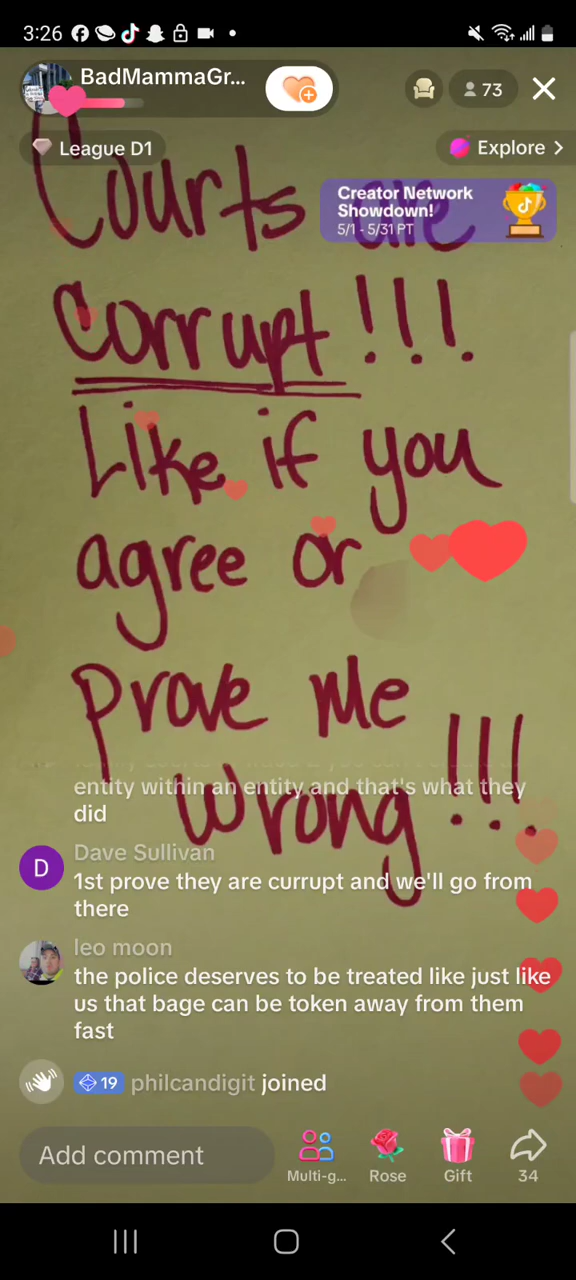 3:26
BadMammaGr...
73
League D1
Explore >
Courts are
Creator Network
Showdown!
5/1 - 5/31 PT
Corrupt!!!
Like if you
agree or
Prove Me
Wrong!!!
entity within an entity and that's what they
did
D
Dave Sullivan
1st prove they are currupt and we'll go from
there
leo moon
the police deserves to be treated like just like
us that bage can be token away from them
fast
19 philcandigit joined
Add comment
Multi-g...
Rose
Gift
34